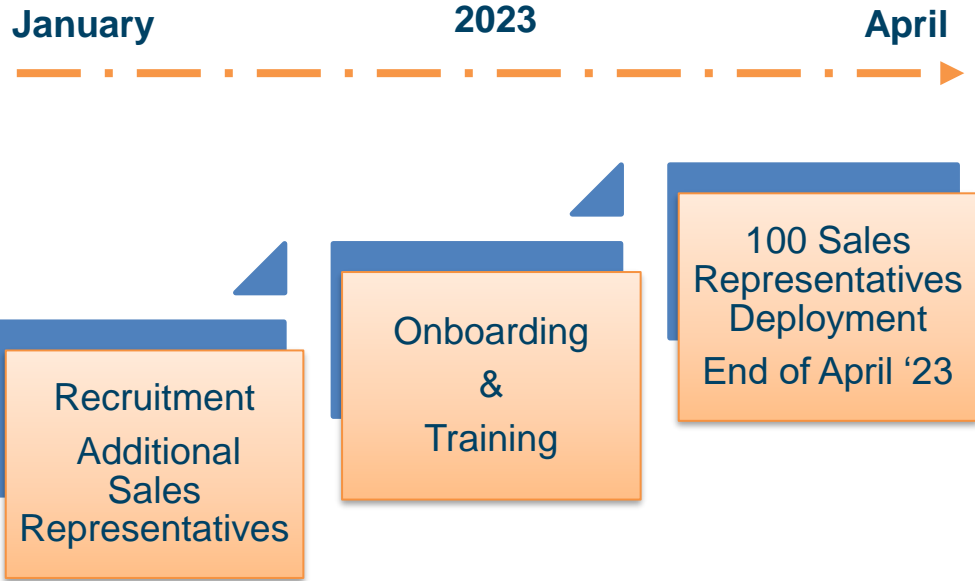 January 2023 April
Recruitment
Additional
Sales
Representatives
Onboarding
&
Training
100 Sales
Representatives
Deployment
End of April ‘23